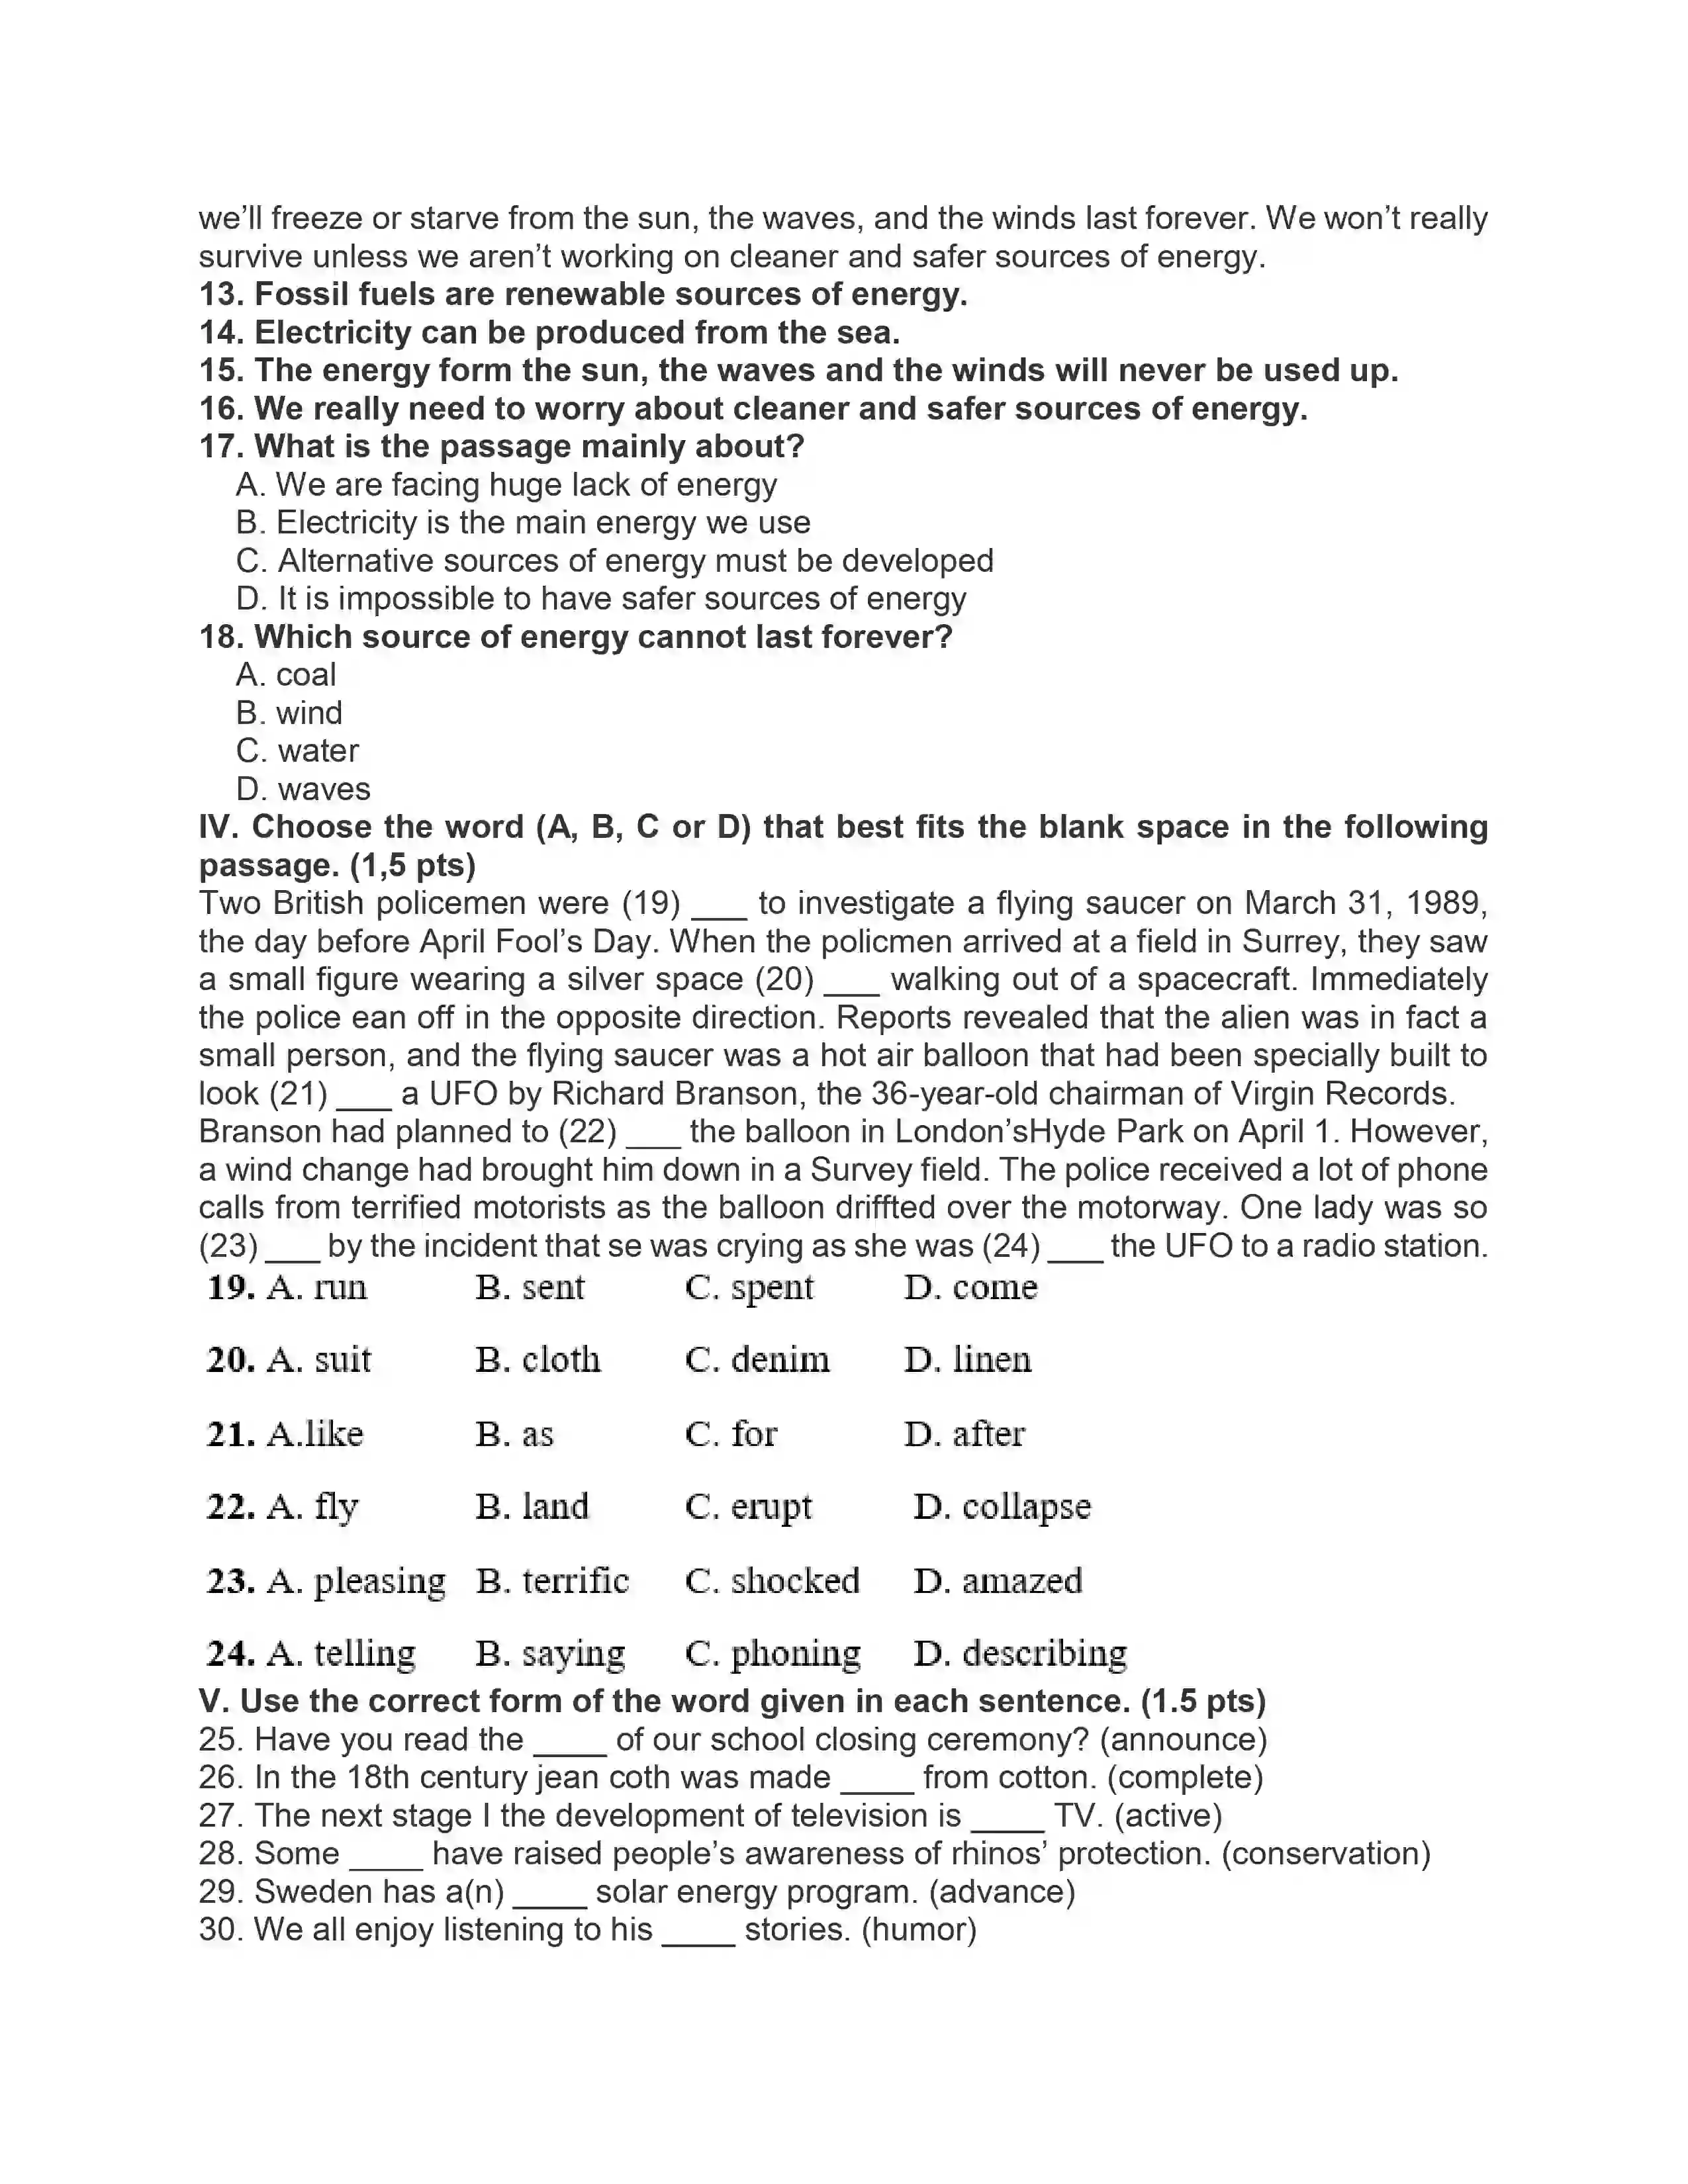 we’ll freeze or starve from the sun, the waves, and the winds last forever. We won’t really
survive unless we aren’t working on cleaner and safer sources of energy.
13. Fossil fuels are renewable sources of energy.
14. Electricity can be produced from the sea.
15. The energy form the sun, the waves and the winds will never be used up.
16. We really need to worry about cleaner and safer sources of energy.
17. What is the passage mainly about?
A. We are facing huge lack of energy
B. Electricity is the main energy we use
C. Alternative sources of energy must be developed
D. It is impossible to have safer sources of energy
18. Which source of energy cannot last forever?
A. coal
B. wind
C. water
D. waves
IV. Choose the word (A, B, C or D) that best fits the blank space in the following
passage. (1,5 pts)
Two British policemen were (19) ___ to investigate a flying saucer on March 31, 1989,
the day before April Fool’s Day. When the policmen arrived at a field in Surrey, they saw
a small figure wearing a silver space (20) ___ walking out of a spacecraft. Immediately
the police ean off in the opposite direction. Reports revealed that the alien was in fact a
small person, and the flying saucer was a hot air balloon that had been specially built to
look (21) ___ a UFO by Richard Branson, the 36-year-old chairman of Virgin Records.
Branson had planned to (22) ___ the balloon in London’sHyde Park on April 1. However,
a wind change had brought him down in a Survey field. The police received a lot of phone
calls from terrified motorists as the balloon driffted over the motorway. One lady was so
(23) ___ by the incident that se was crying as she was (24) ___ the UFO to a radio station.
19. A. run B. sent C. spent D. come
20. A. suit B. cloth C. denim D. linen
21. A.like B. as C. for D. after
22. A. fly B. land C. erupt D. collapse
23. A. pleasing B. terrific C. shocked D. amazed
24. A. telling B. saying C. phoning D. describing
V. Use the correct form of the word given in each sentence. (1.5 pts)
25. Have you read the ____ of our school closing ceremony? (announce)
26. In the 18th century jean coth was made ____ from cotton. (complete)
27. The next stage I the development of television is ____ TV. (active)
28. Some ____ have raised people’s awareness of rhinos’ protection. (conservation)
29. Sweden has a(n) ____ solar energy program. (advance)
30. We all enjoy listening to his ____ stories. (humor)